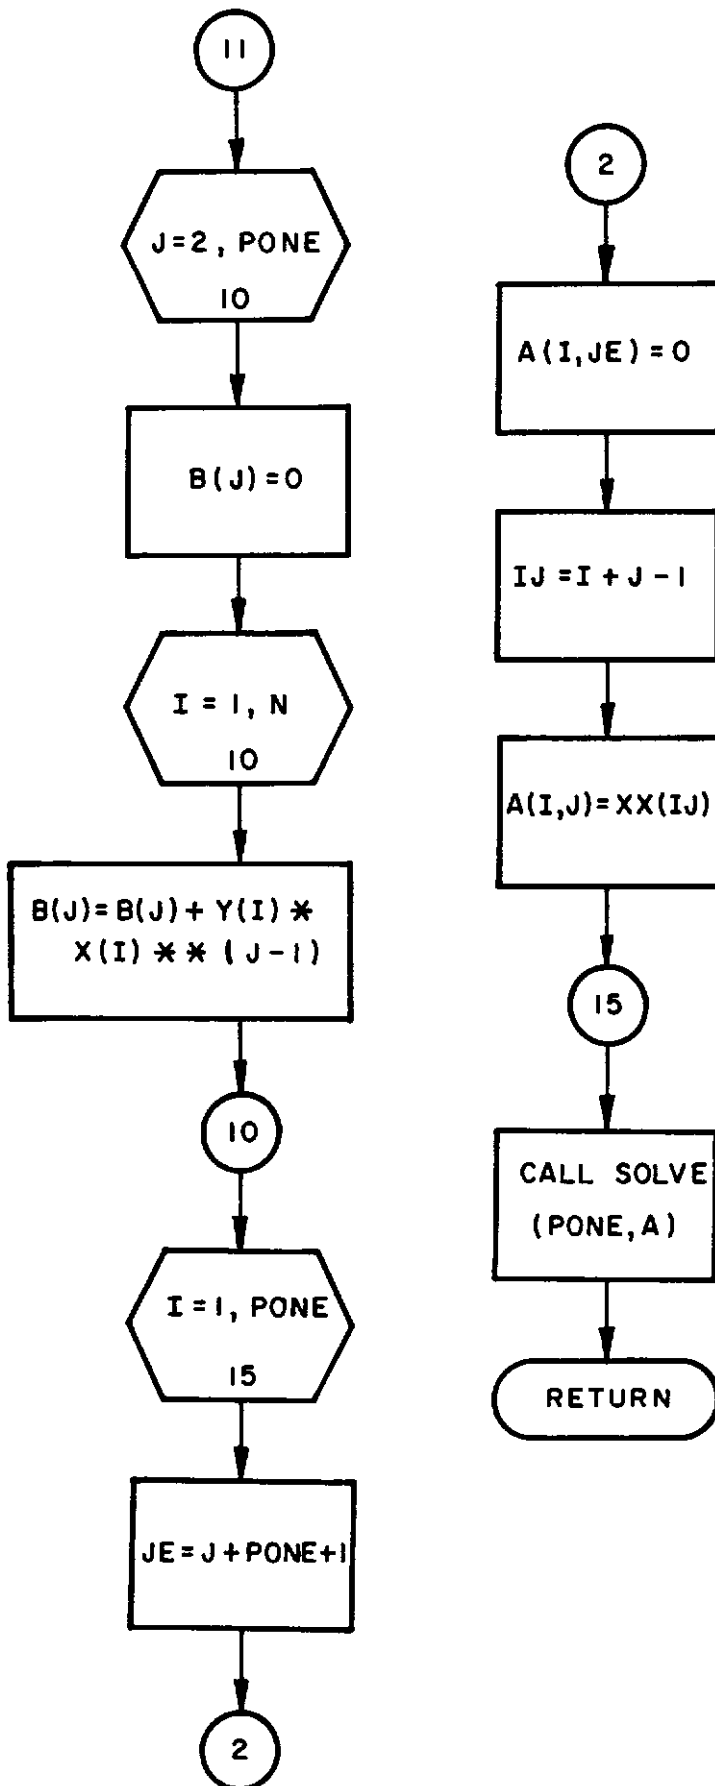 11
J=2, PONE
10
B(J)=0
I = 1, N
10
B(J)=B(J)+ Y(I) *
X(I) ** (J-1)
10
I=1, PONE
15
JE=J+PONE+1
2
2
A(I,JE)=0
IJ=I+J-1
A(I,J)=XX(IJ)
15
CALL SOLVE
(PONE,A)
RETURN